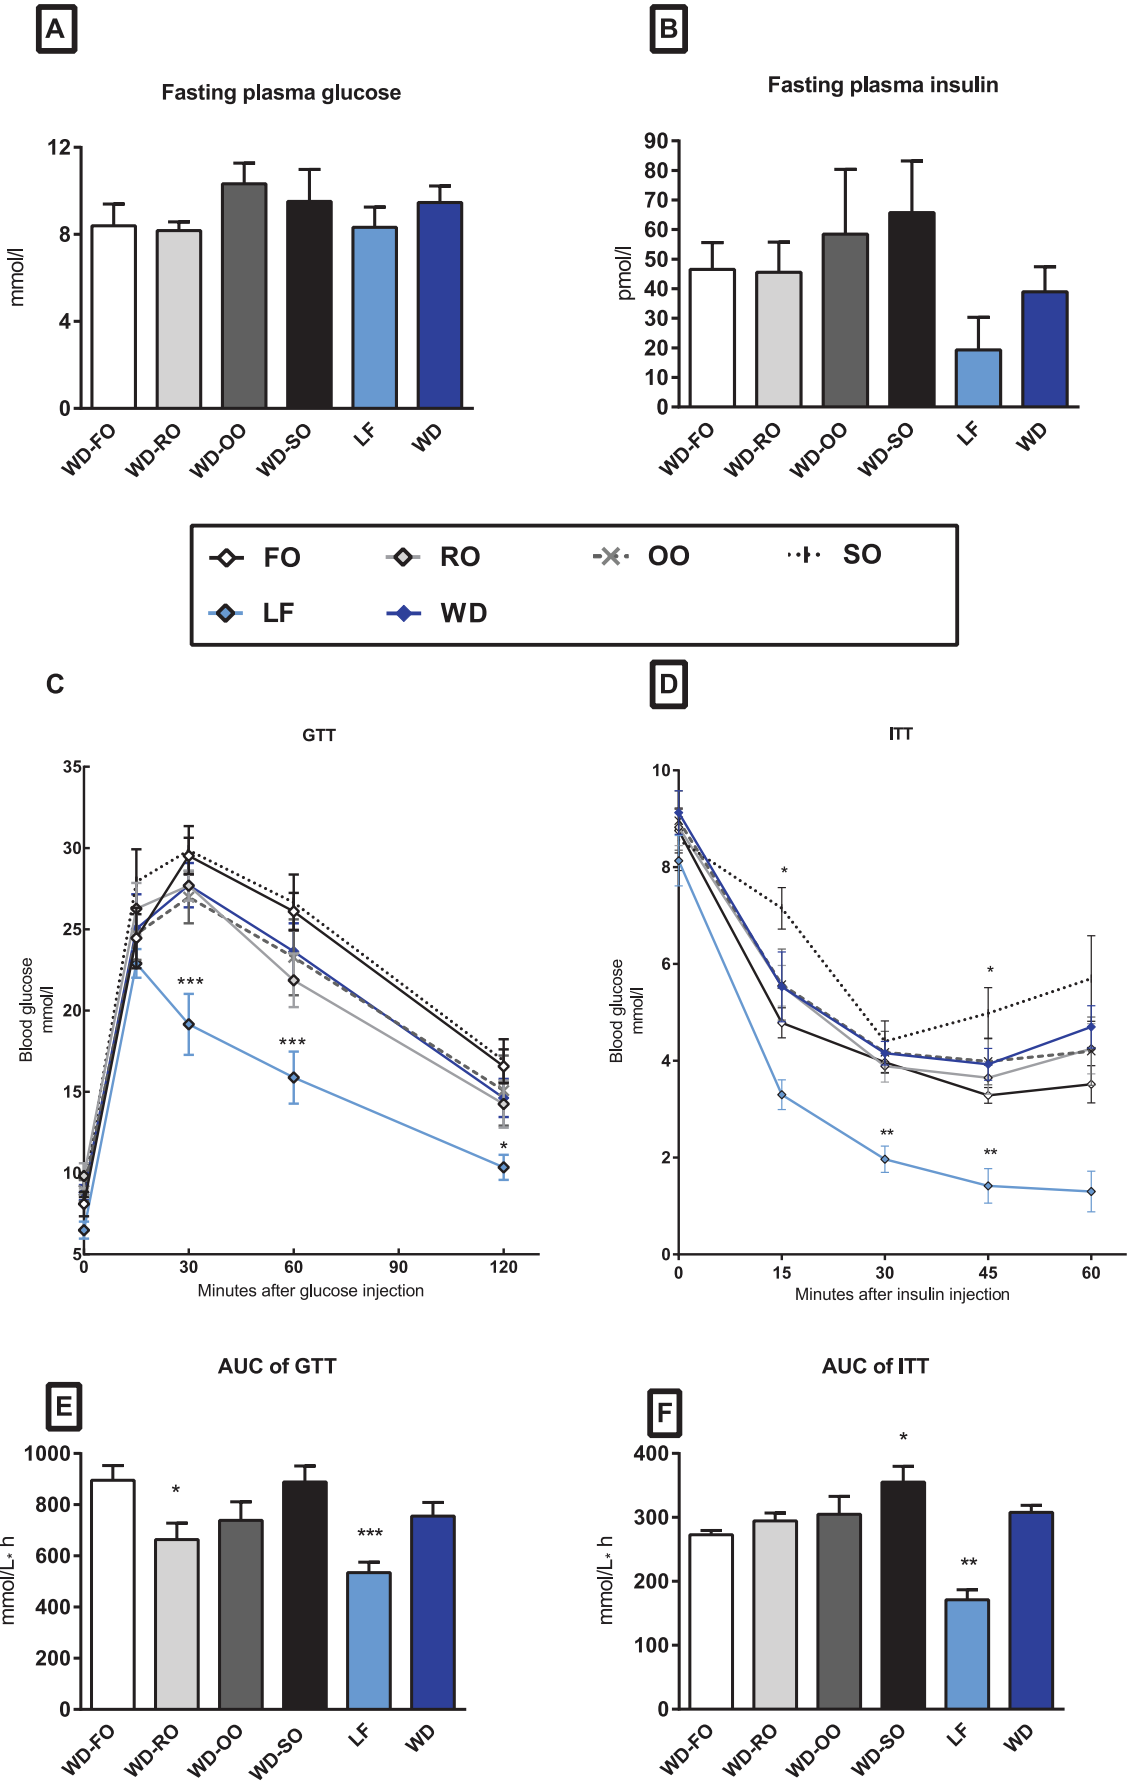 A
B
Fasting plasma glucose
Fasting plasma insulin
12
8
4
0
mmol/l
WD-FO WD-RO WD-OO WD-SO LF WD
90
80
70
60
50
40
30
20
10
0
pmol/l
WD-FO WD-RO WD-OO WD-SO LF WD
FO RO OO SO
LF WD
C
D
GTT
ITT
35
30
25
20
15
10
5
Blood glucose
mmol/l
***
***
*
0 30 60 90 120
Minutes after glucose injection
10
8
6
4
2
0
Blood glucose
mmol/l
*
*
**
**
0 15 30 45 60
Minutes after insulin injection
AUC of GTT
AUC of ITT
E
F
1000
800
600
400
200
0
mmol/L* h
*
***
WD-FO WD-RO WD-OO WD-SO LF WD
400
300
200
100
0
mmol/L* h
*
**
WD-FO WD-RO WD-OO WD-SO LF WD